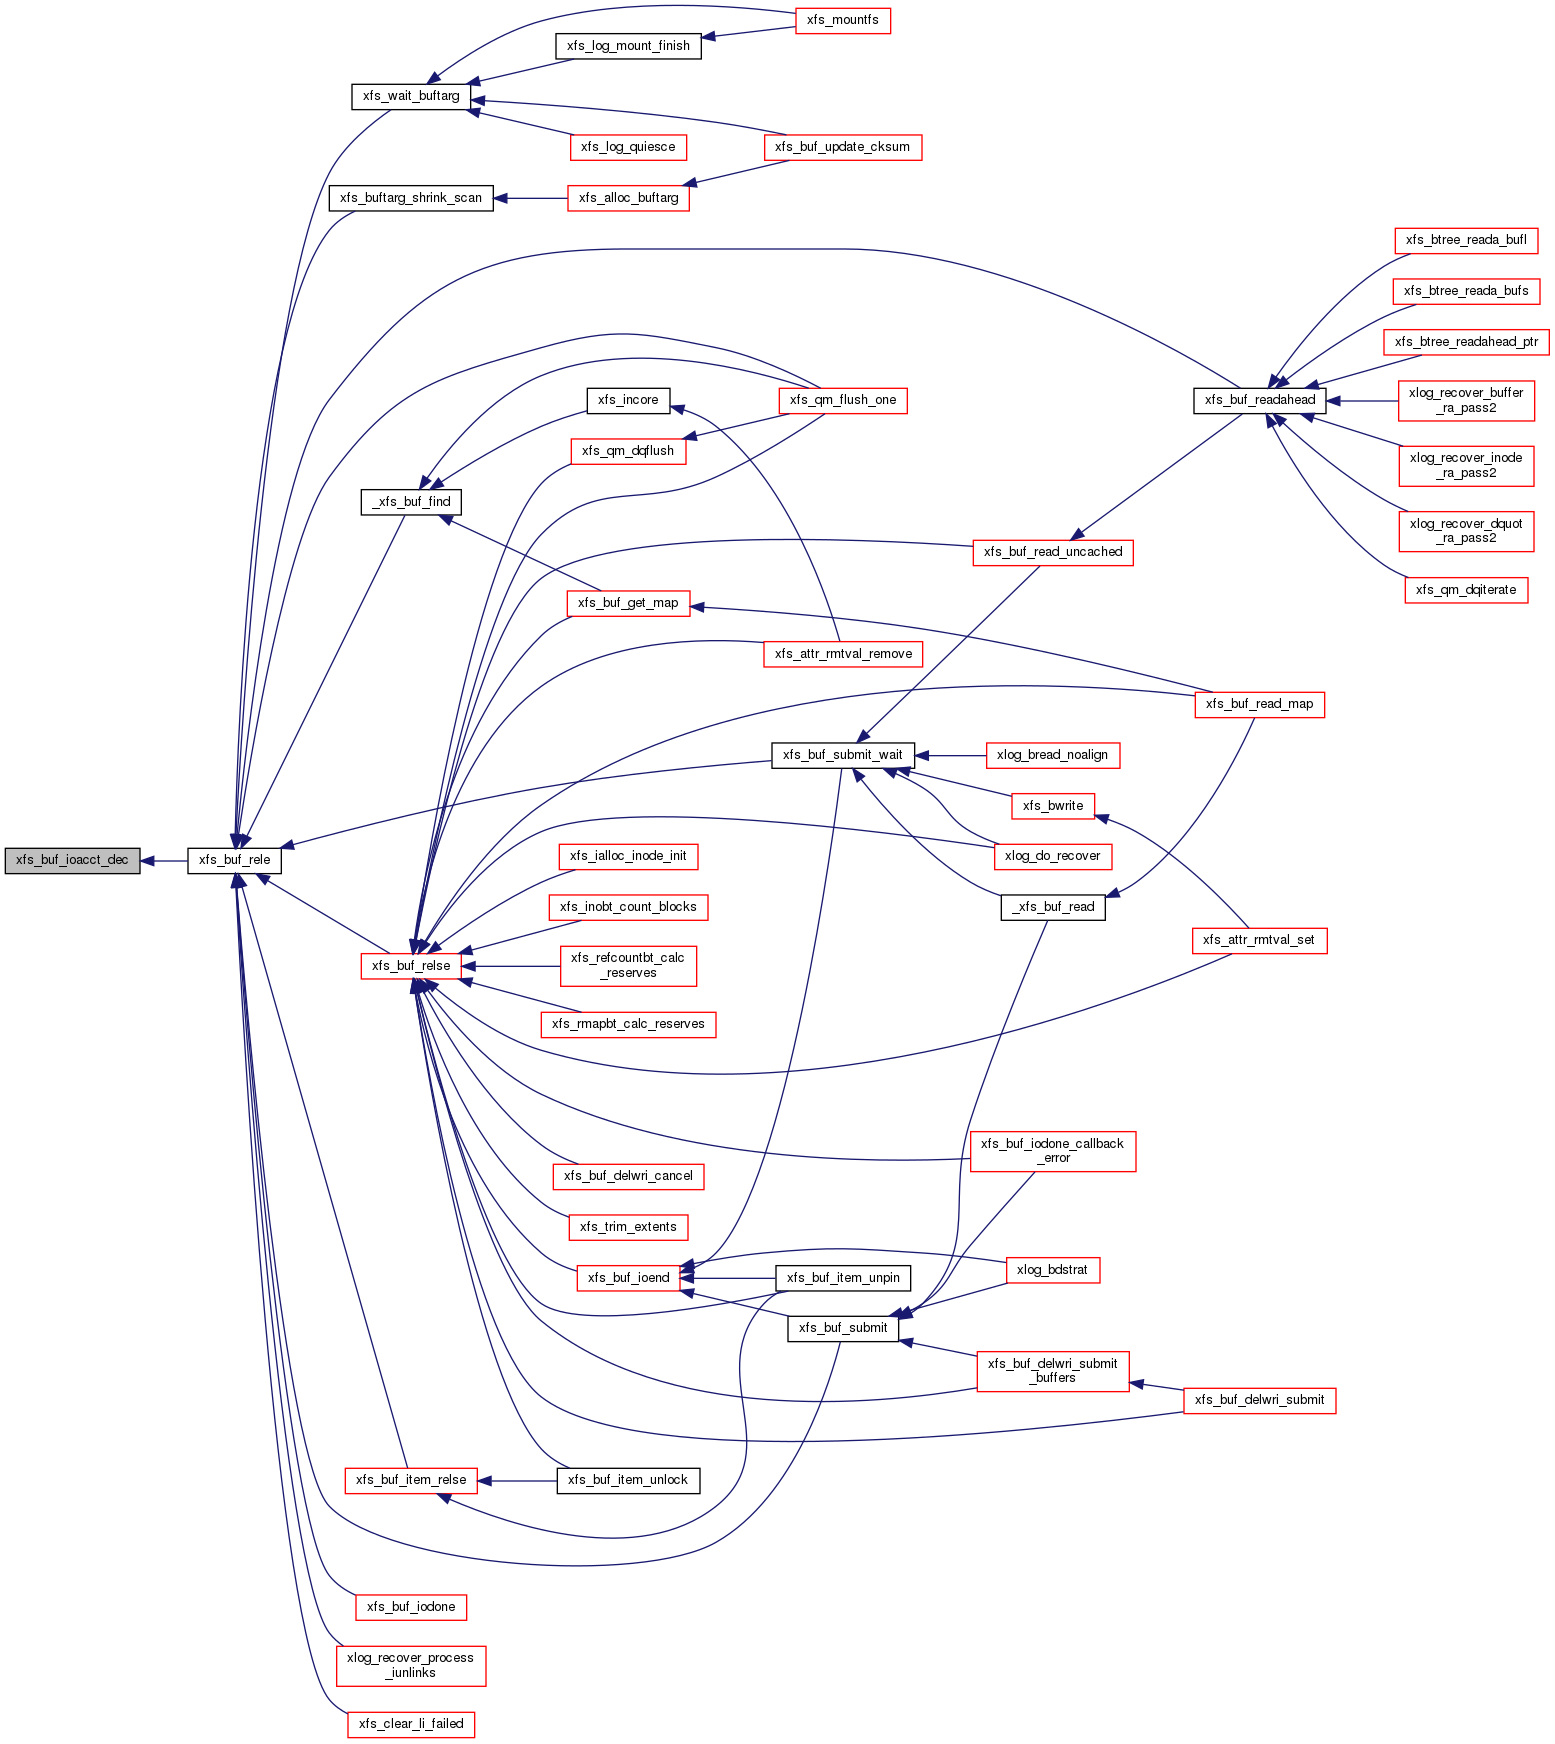 xfs_mountfs
xfs_log_mount_finish
xfs_wait_buftarg
xfs_log_quiesce
xfs_buf_update_cksum
xfs_buftarg_shrink_scan
xfs_alloc_buftarg
xfs_btree_reada_bufl
xfs_btree_reada_bufs
xfs_btree_readahead_ptr
xfs_incore
xfs_qm_flush_one
xfs_buf_readahead
xlog_recover_buffer
_ra_pass2
xfs_qm_dqflush
xlog_recover_inode
_ra_pass2
_xfs_buf_find
xlog_recover_dquot
_ra_pass2
xfs_buf_read_uncached
xfs_qm_dqiterate
xfs_buf_get_map
xfs_attr_rmtval_remove
xfs_buf_read_map
xfs_buf_submit_wait
xlog_bread_noalign
xfs_bwrite
xfs_buf_ioacct_dec
xfs_buf_rele
xfs_ialloc_inode_init
xlog_do_recover
xfs_inobt_count_blocks
_xfs_buf_read
xfs_attr_rmtval_set
xfs_buf_relse
xfs_refcountbt_calc
_reserves
xfs_rmapbt_calc_reserves
xfs_buf_iodone_callback
_error
xfs_buf_delwri_cancel
xfs_trim_extents
xfs_buf_ioend
xfs_buf_item_unpin
xlog_bdstrat
xfs_buf_submit
xfs_buf_delwri_submit
_buffers
xfs_buf_delwri_submit
xfs_buf_item_relse
xfs_buf_item_unlock
xfs_buf_iodone
xlog_recover_process
_iunlinks
xfs_clear_li_failed